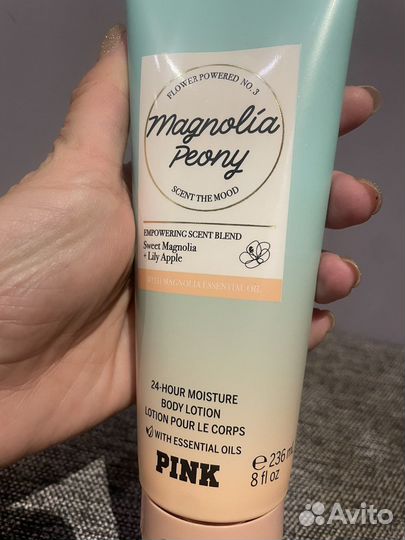 FLOWER POWERED NO.3
Magnolia
Peony
SCENT THE MOOD
EMPOWERING SCENT BLEND
Sweet Magnolia
+ Lily Apple
WITH MAGNOLIA ESSENTIAL OIL
24-HOUR MOISTURE
BODY LOTION
LOTION POUR LE CORPS
WITH ESSENTIAL OILS
PINK
e 236 m
8 fl oz
Avito